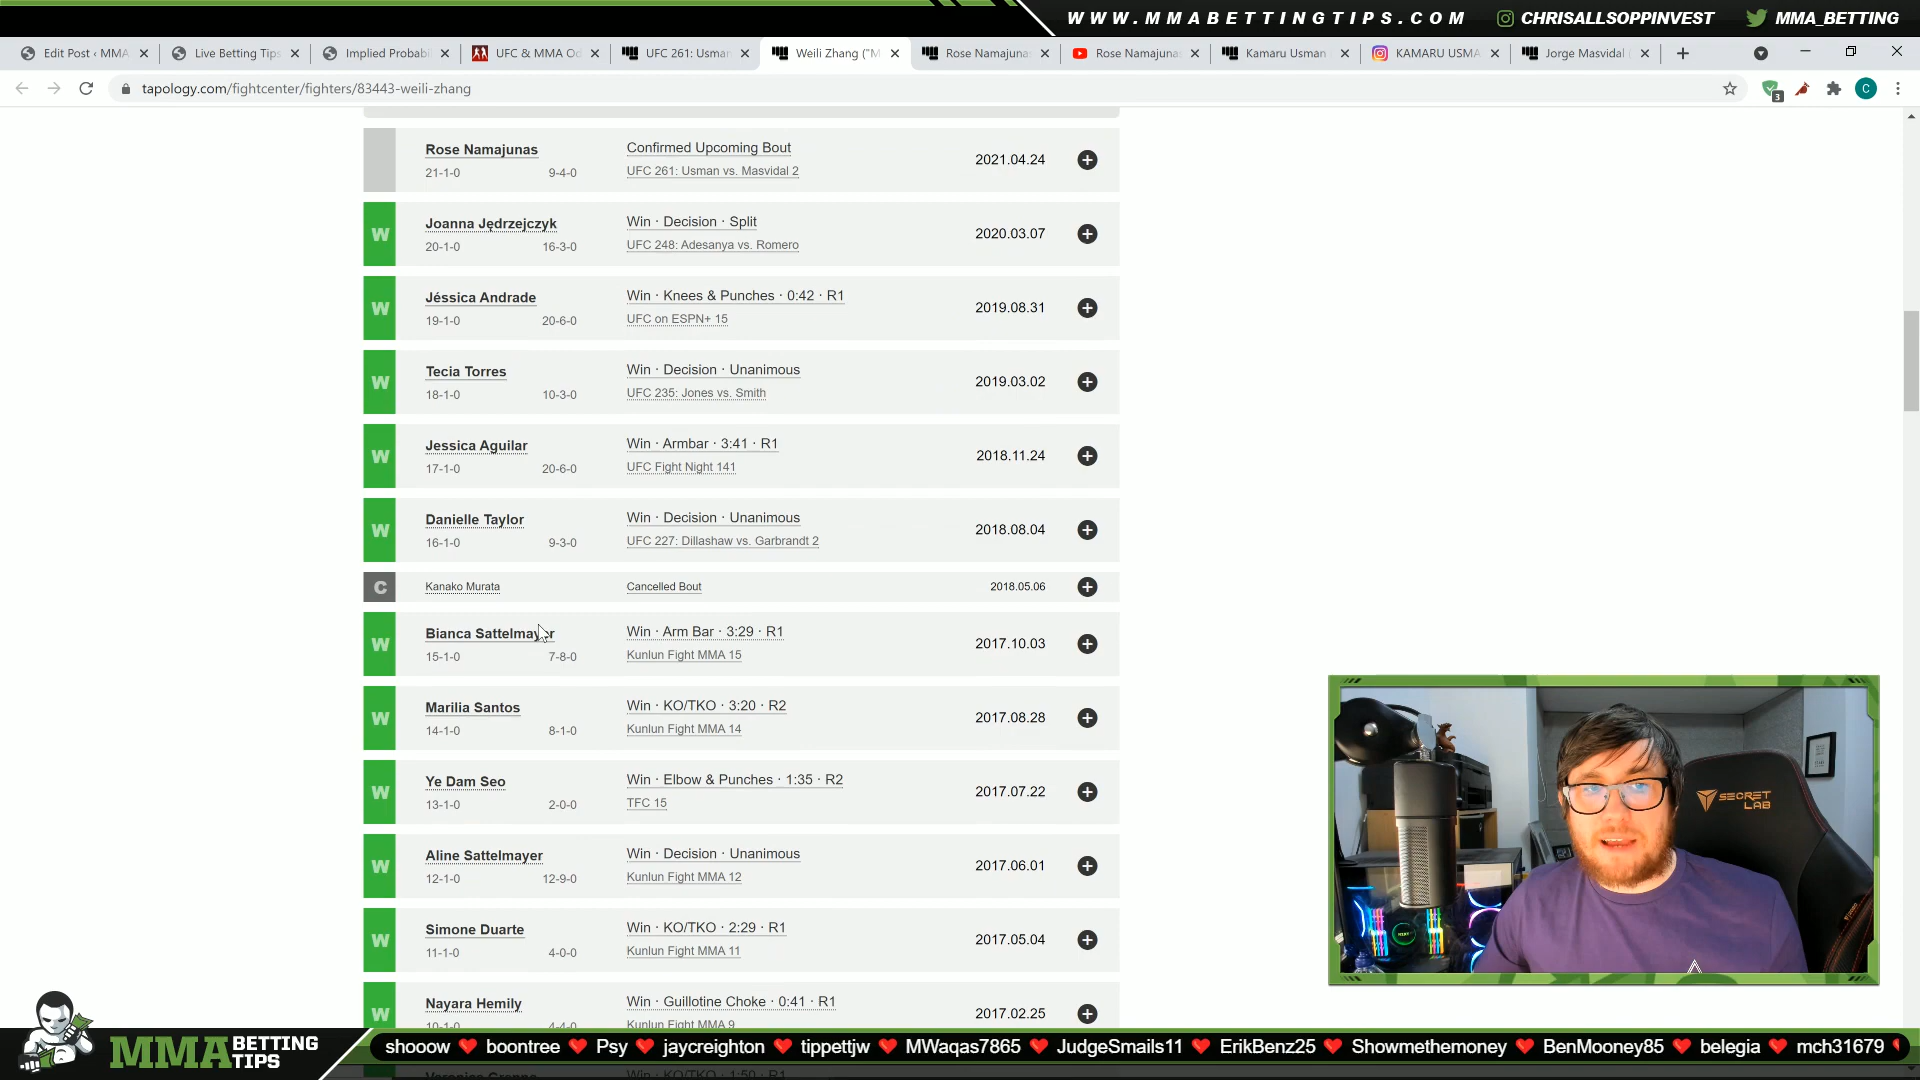 WWW.MMABETTINGTIPS.COM CHRISALLSOPPINVEST MMA_BETTING
Edit Post ‹ MMA Live Betting Tips Implied Probabi UFC & MMA Od UFC 261: Usman Weili Zhang ("M Rose Namajuna Rose Namajuna Kamaru Usman KAMARU USMA Jorge Masvidal
tapology.com/fightcenter/fighters/83443-weili-zhang 3 C
Rose Namajunas Confirmed Upcoming Bout 2021.04.24
21-1-0 9-4-0 UFC 261: Usman vs. Masvidal 2
W Joanna Jędrzejczyk Win · Decision · Split 2020.03.07
20-1-0 16-3-0 UFC 248: Adesanya vs. Romero
W Jéssica Andrade Win · Knees & Punches · 0:42 · R1 2019.08.31
19-1-0 20-6-0 UFC on ESPN+ 15
W Tecia Torres Win · Decision · Unanimous 2019.03.02
18-1-0 10-3-0 UFC 235: Jones vs. Smith
W Jessica Aguilar Win · Armbar · 3:41 · R1 2018.11.24
17-1-0 20-6-0 UFC Fight Night 141
W Danielle Taylor Win · Decision · Unanimous 2018.08.04
16-1-0 9-3-0 UFC 227: Dillashaw vs. Garbrandt 2
C Kanako Murata Cancelled Bout 2018.05.06
W Bianca Sattelmayer Win · Arm Bar · 3:29 · R1 2017.10.03
15-1-0 7-8-0 Kunlun Fight MMA 15
W Marilia Santos Win · KO/TKO · 3:20 · R2 2017.08.28
14-1-0 8-1-0 Kunlun Fight MMA 14
W Ye Dam Seo Win · Elbow & Punches · 1:35 · R2 2017.07.22
13-1-0 2-0-0 TFC 15
W Aline Sattelmayer Win · Decision · Unanimous 2017.06.01
12-1-0 12-9-0 Kunlun Fight MMA 12
W Simone Duarte Win · KO/TKO · 2:29 · R1 2017.05.04
11-1-0 4-0-0 Kunlun Fight MMA 11
W Nayara Hemily Win · Guillotine Choke · 0:41 · R1 2017.02.25
10-1-0 4-4-0 Kunlun Fight MMA 9
SECRET LAB
MMA BETTING TIPS
shooow boontree Psy jaycreighton tippettjw MWaqas7865 JudgeSmails11 ErikBenz25 Showmethemoney BenMooney85 belegia mch31679